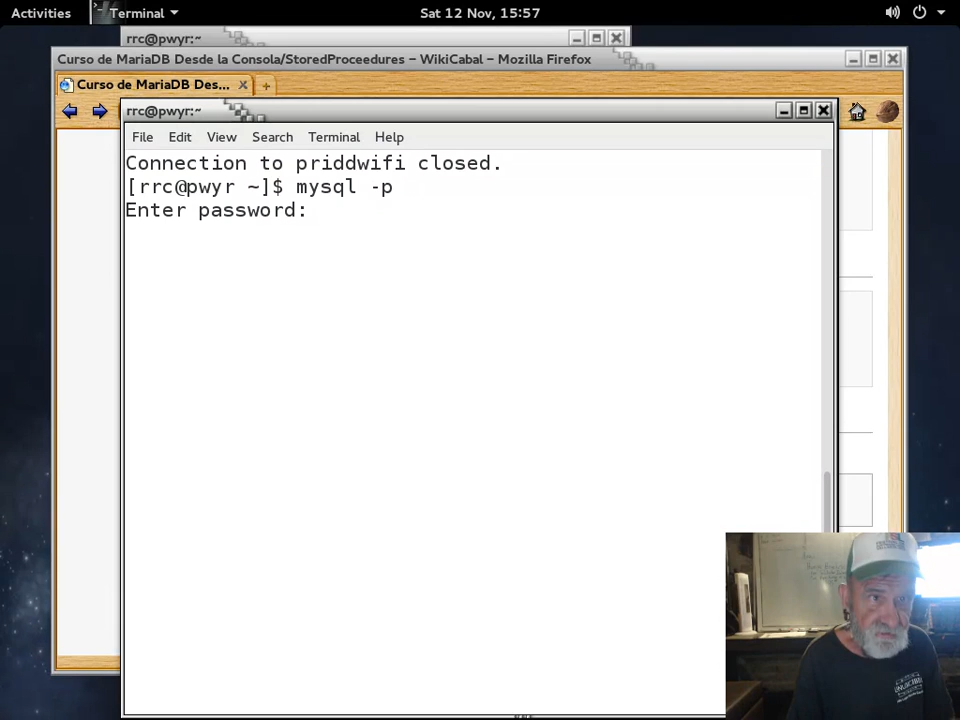 Activities Terminal Sat 12 Nov, 15:57
rrc@pwyr:~
Curso de MariaDB Desde la Consola/StoredProceedures – WikiCabal – Mozilla Firefox
Curso de MariaDB Des...
rrc@pwyr:~
File Edit View Search Terminal Help
Connection to priddwifi closed.
[rrc@pwyr ~]$ mysql -p
Enter password: